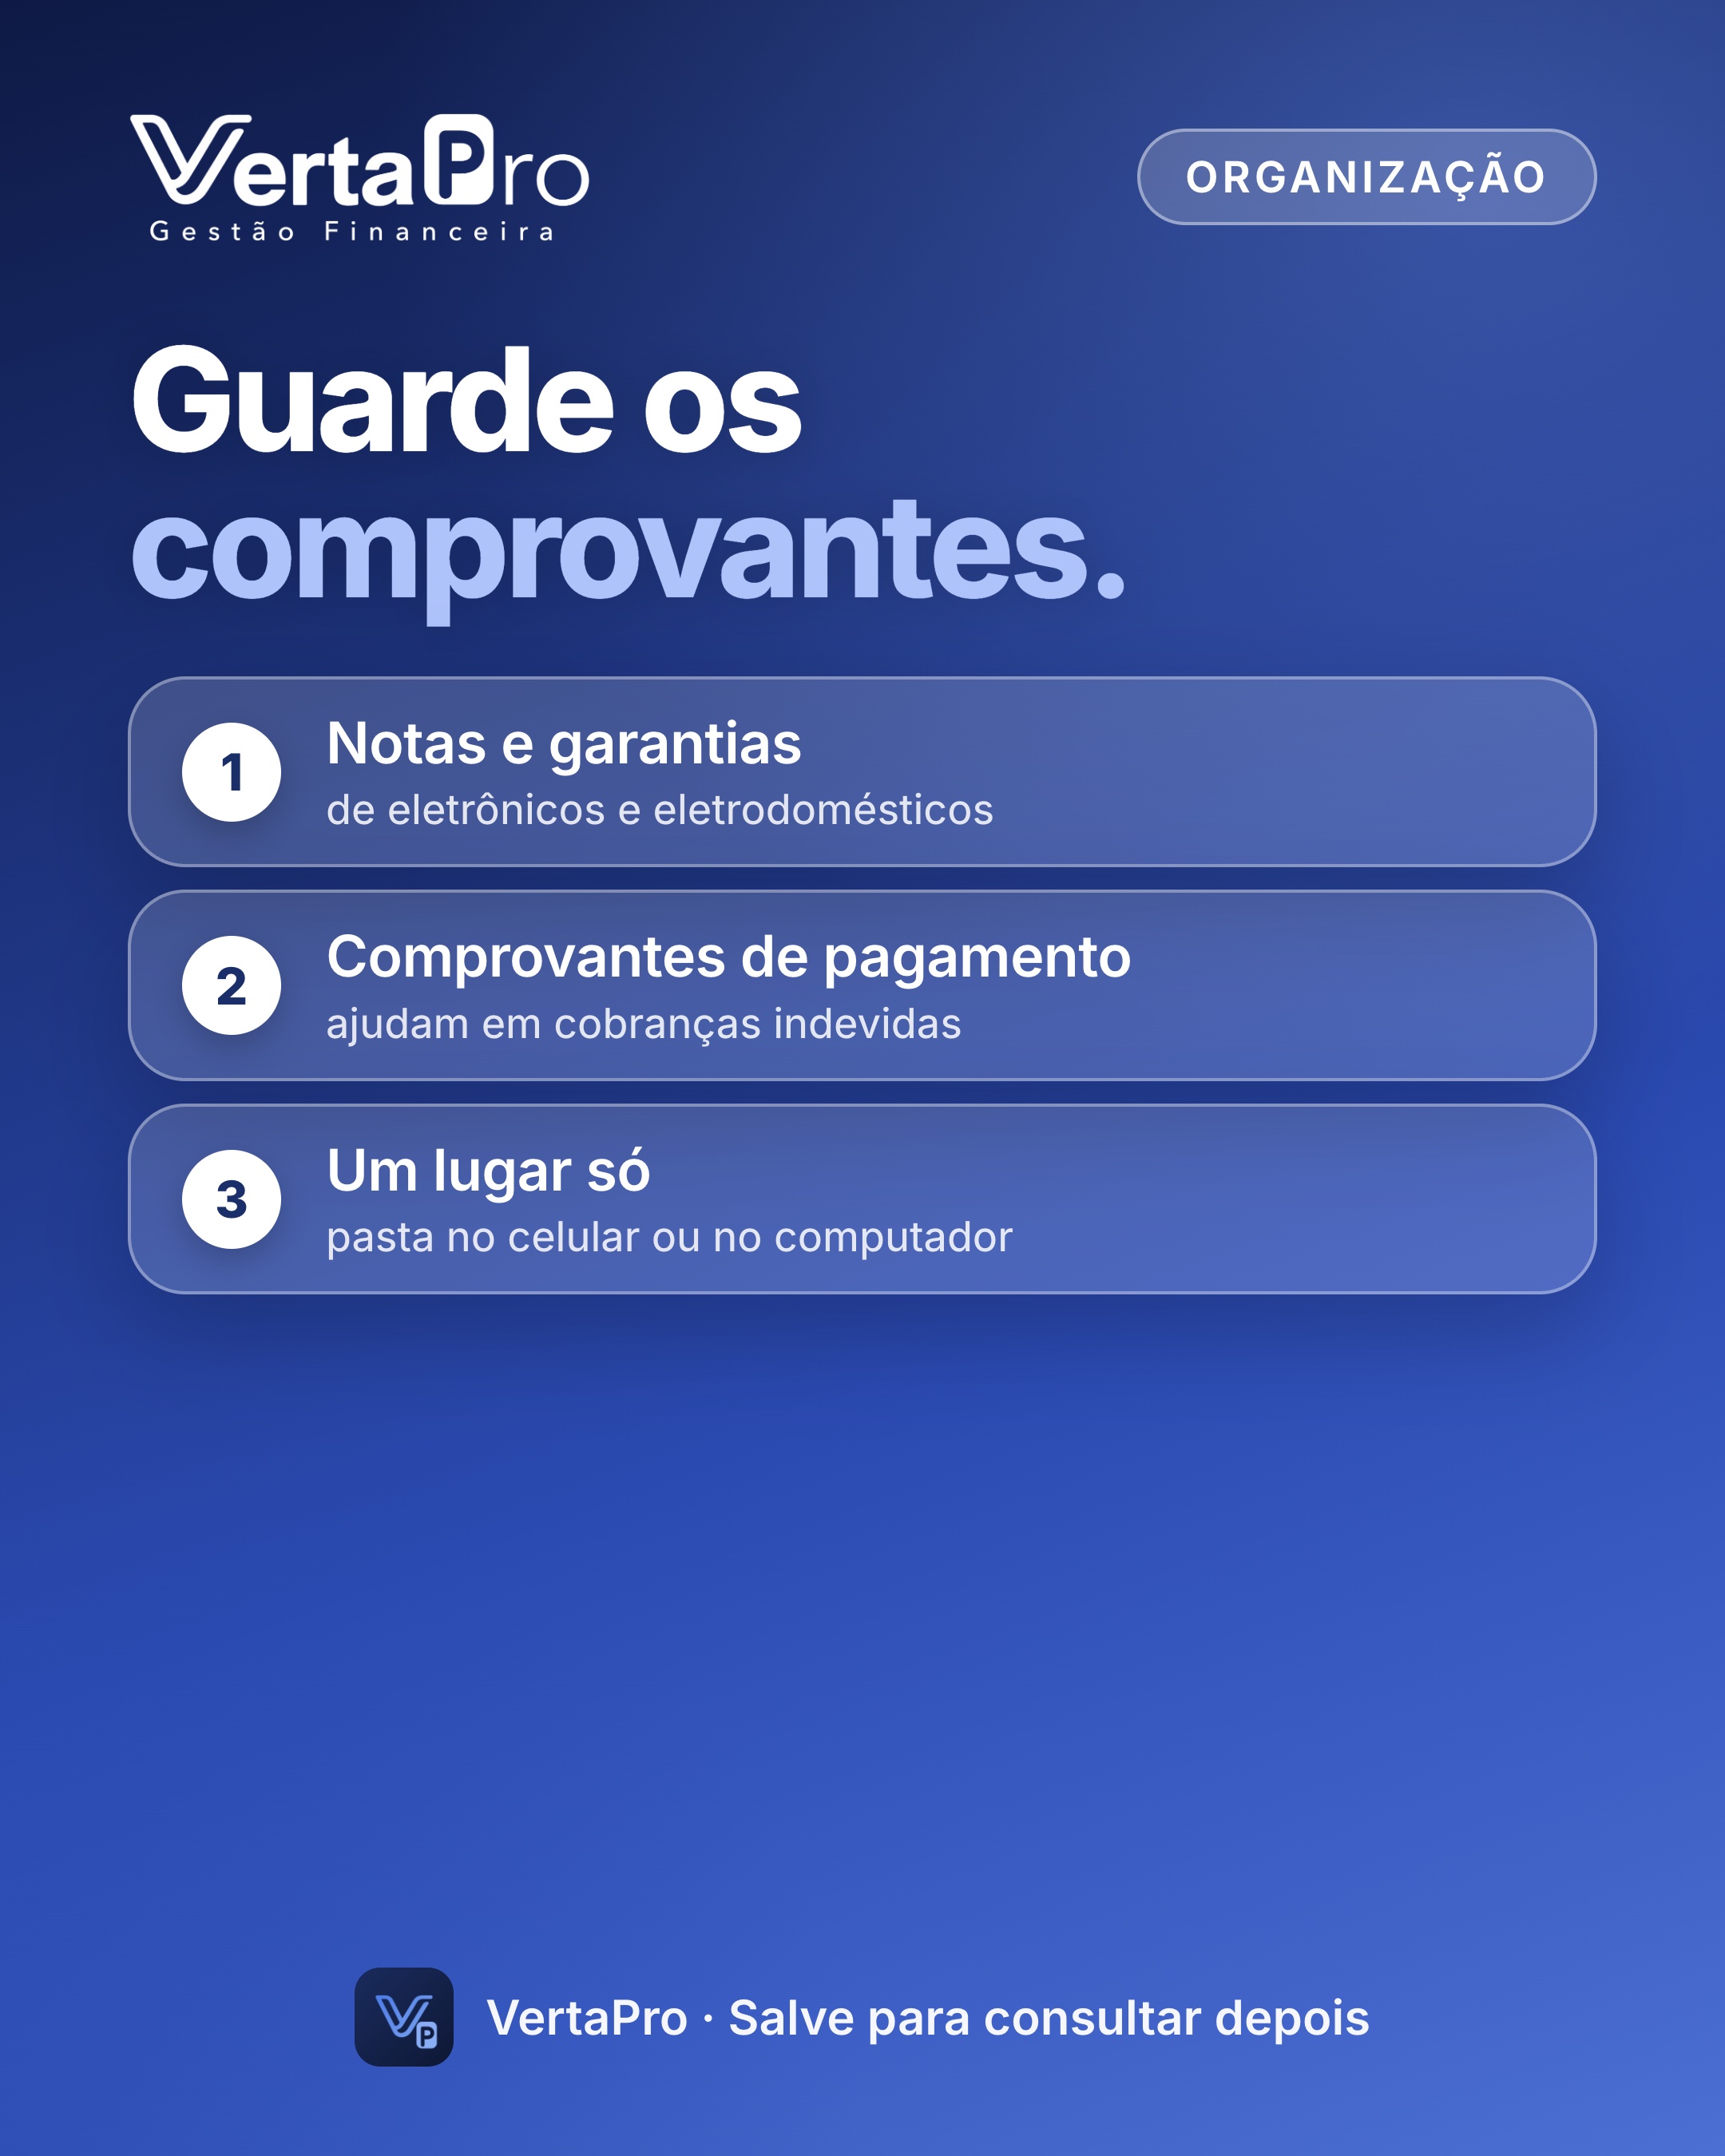 VertaPro
Gestão Financeira
ORGANIZAÇÃO
Guarde os
comprovantes.
1
Notas e garantias
de eletrônicos e eletrodomésticos
2
Comprovantes de pagamento
ajudam em cobranças indevidas
3
Um lugar só
pasta no celular ou no computador
VP
VertaPro · Salve para consultar depois